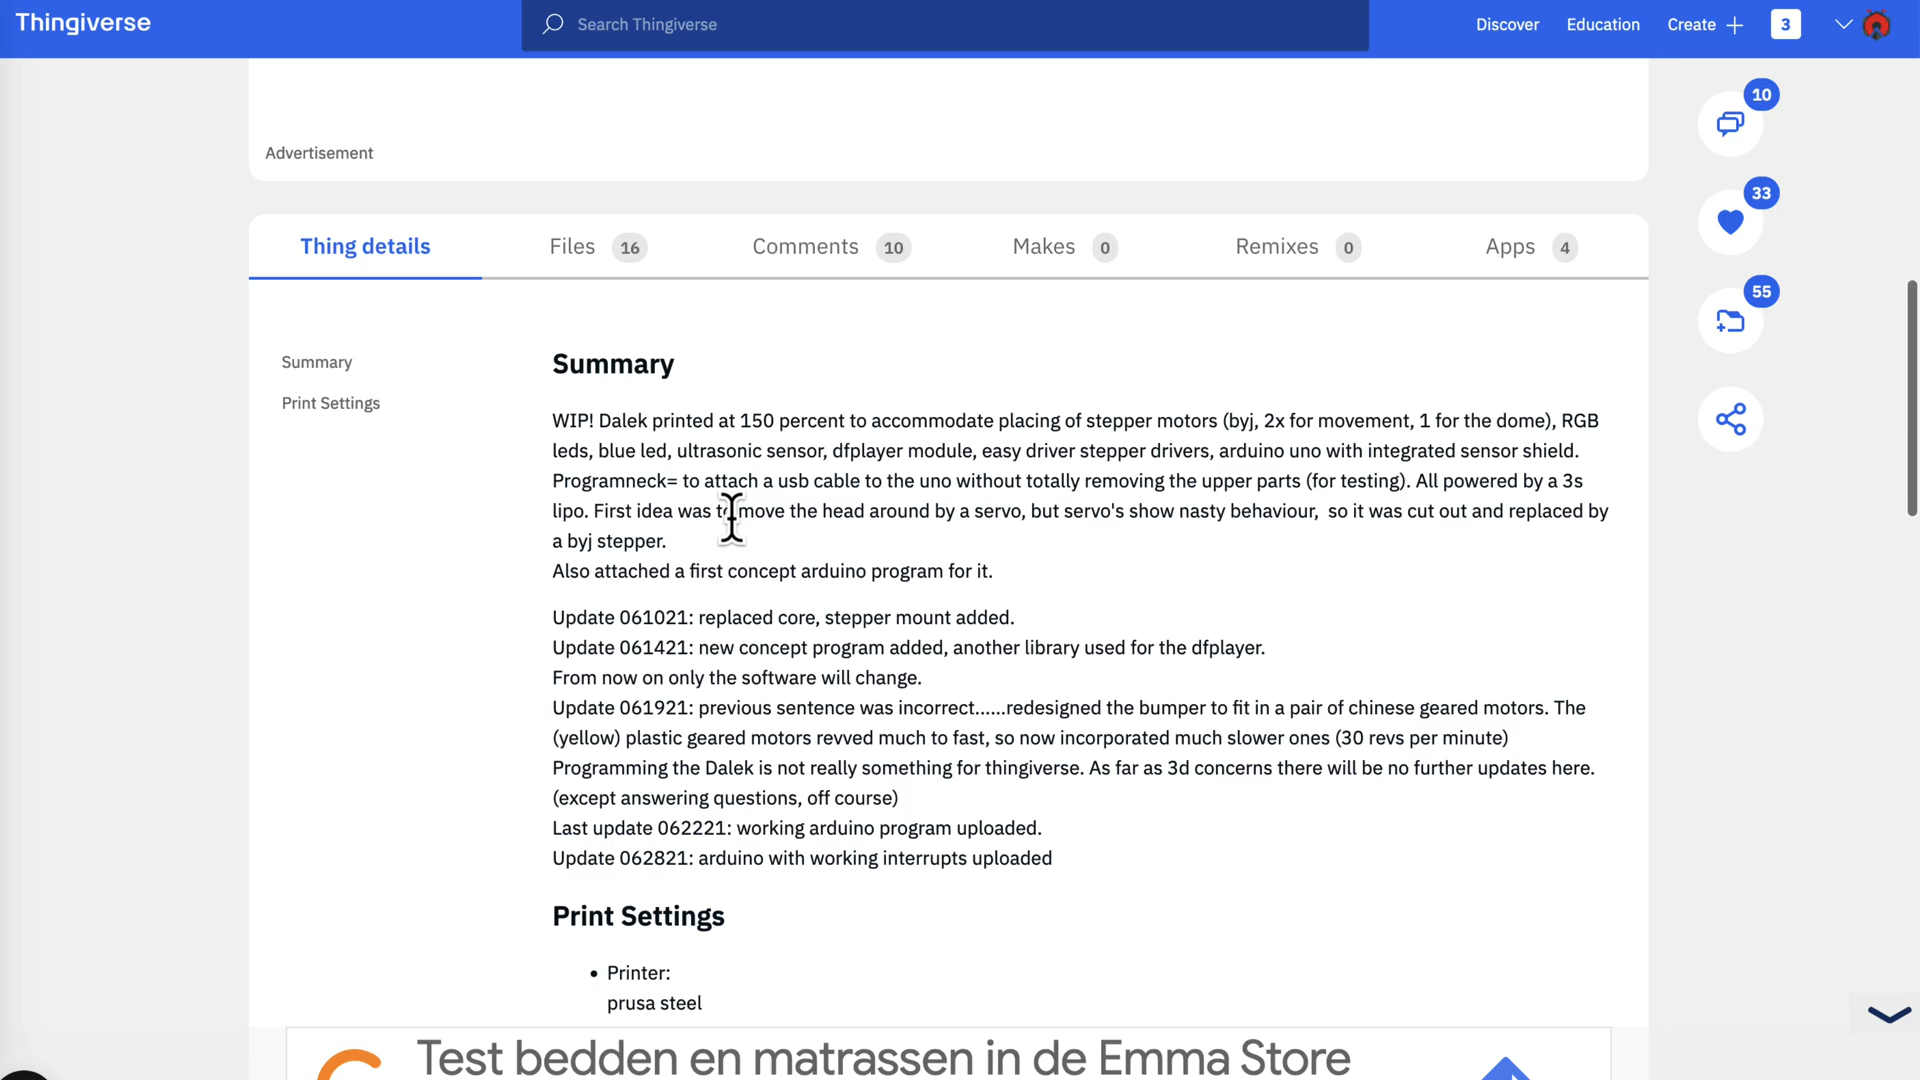 Thingiverse
Search Thingiverse
Discover
Education
Create
3
10
33
55
Advertisement
Thing details
Files 16
Comments 10
Makes 0
Remixes 0
Apps 4
Summary
Print Settings
Summary
WIP! Dalek printed at 150 percent to accommodate placing of stepper motors (byj, 2x for movement, 1 for the dome), RGB
leds, blue led, ultrasonic sensor, dfplayer module, easy driver stepper drivers, arduino uno with integrated sensor shield.
Programneck= to attach a usb cable to the uno without totally removing the upper parts (for testing). All powered by a 3s
lipo. First idea was to move the head around by a servo, but servo's show nasty behaviour,  so it was cut out and replaced by
a byj stepper.
Also attached a first concept arduino program for it.
Update 061021: replaced core, stepper mount added.
Update 061421: new concept program added, another library used for the dfplayer.
From now on only the software will change.
Update 061921: previous sentence was incorrect......redesigned the bumper to fit in a pair of chinese geared motors. The
(yellow) plastic geared motors revved much to fast, so now incorporated much slower ones (30 revs per minute)
Programming the Dalek is not really something for thingiverse. As far as 3d concerns there will be no further updates here.
(except answering questions, off course)
Last update 062221: working arduino program uploaded.
Update 062821: arduino with working interrupts uploaded
Print Settings
• Printer:
prusa steel
Test bedden en matrassen in de Emma Store